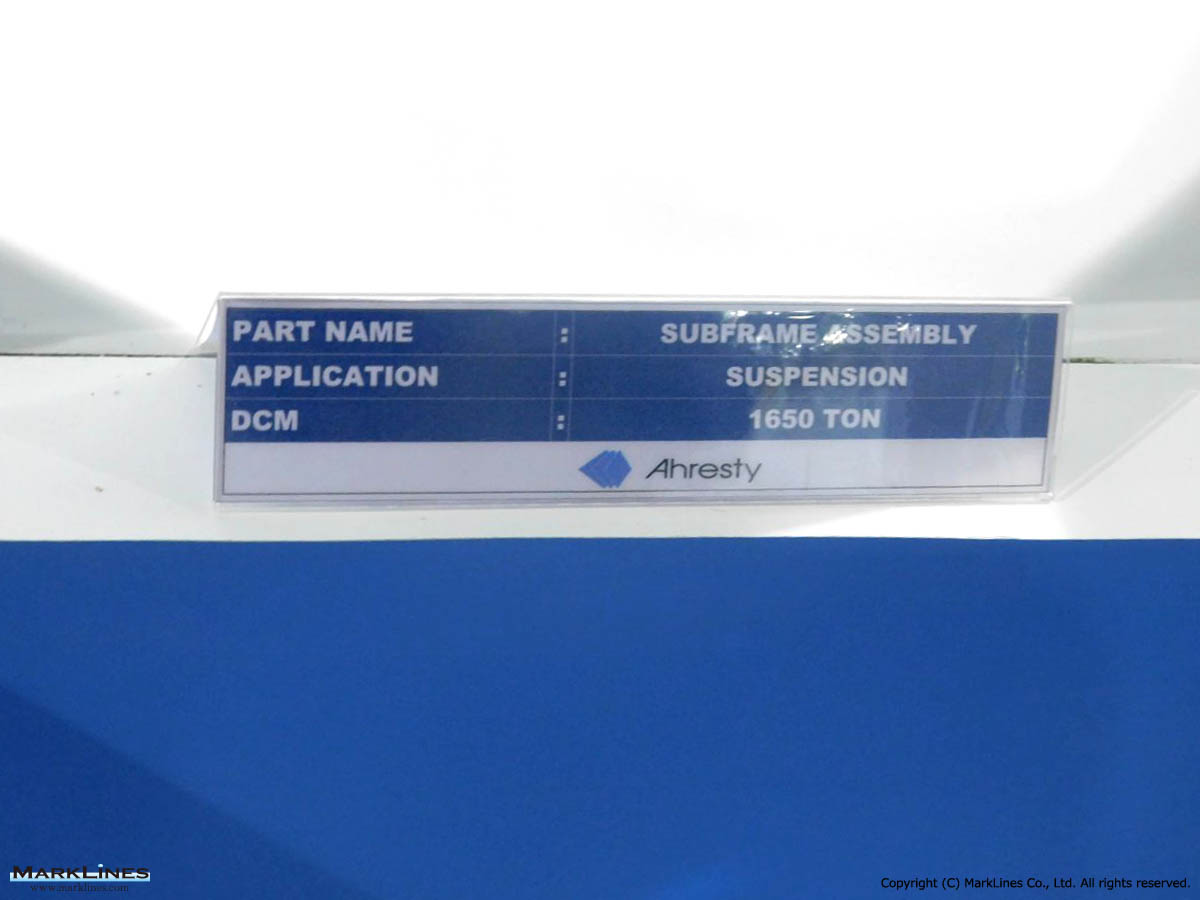 PART NAME : SUBFRAME ASSEMBLY
APPLICATION : SUSPENSION
DCM : 1650 TON
Ahresty
MARKLINES
www.marklines.com
Copyright (C) MarkLines Co., Ltd. All rights reserved.